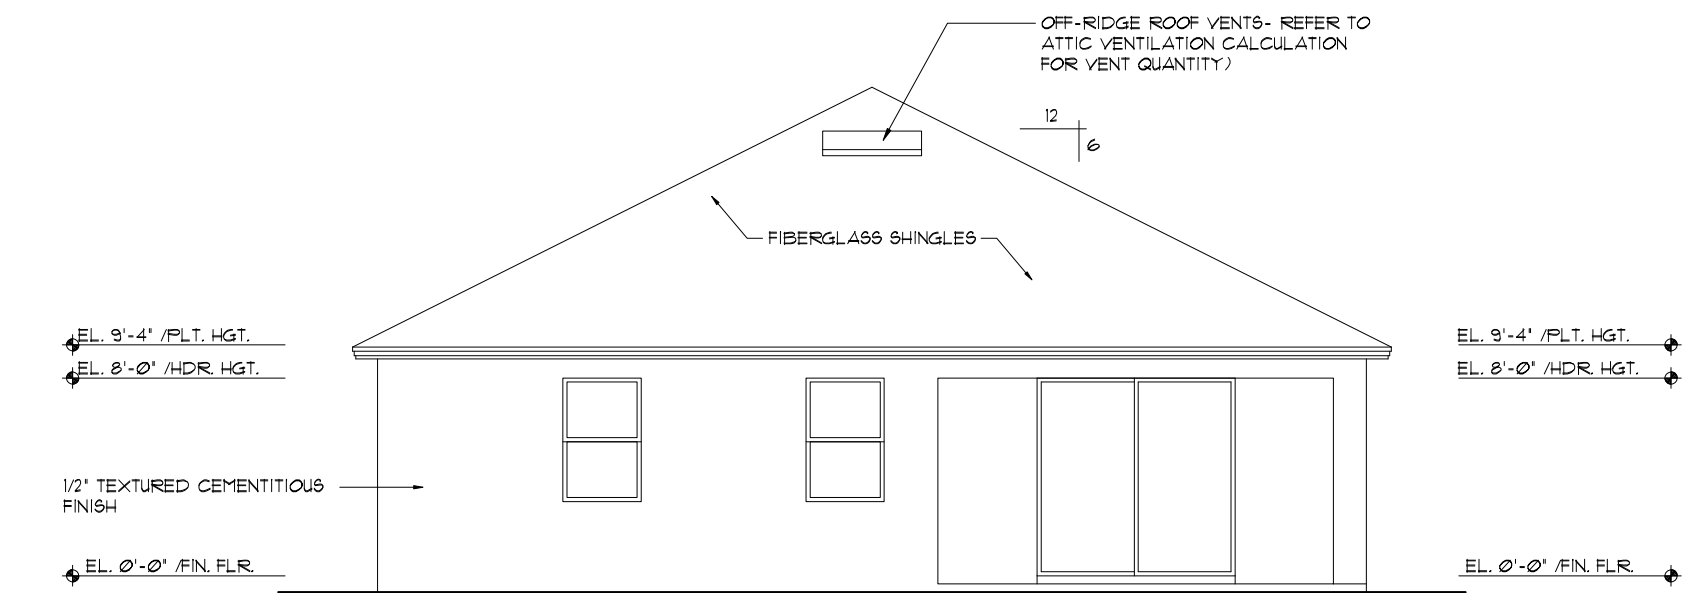 OFF-RIDGE ROOF VENTS- REFER TO
ATTIC VENTILATION CALCULATION
FOR VENT QUANTITY)
12
6
FIBERGLASS SHINGLES
EL. 9'-4" /PLT. HGT.
EL. 9'-4" /PLT. HGT.
EL. 8'-0" /HDR. HGT.
EL. 8'-0" /HDR. HGT.
1/2" TEXTURED CEMENTITIOUS
FINISH
EL. 0'-0" /FIN. FLR.
EL. 0'-0" /FIN. FLR.